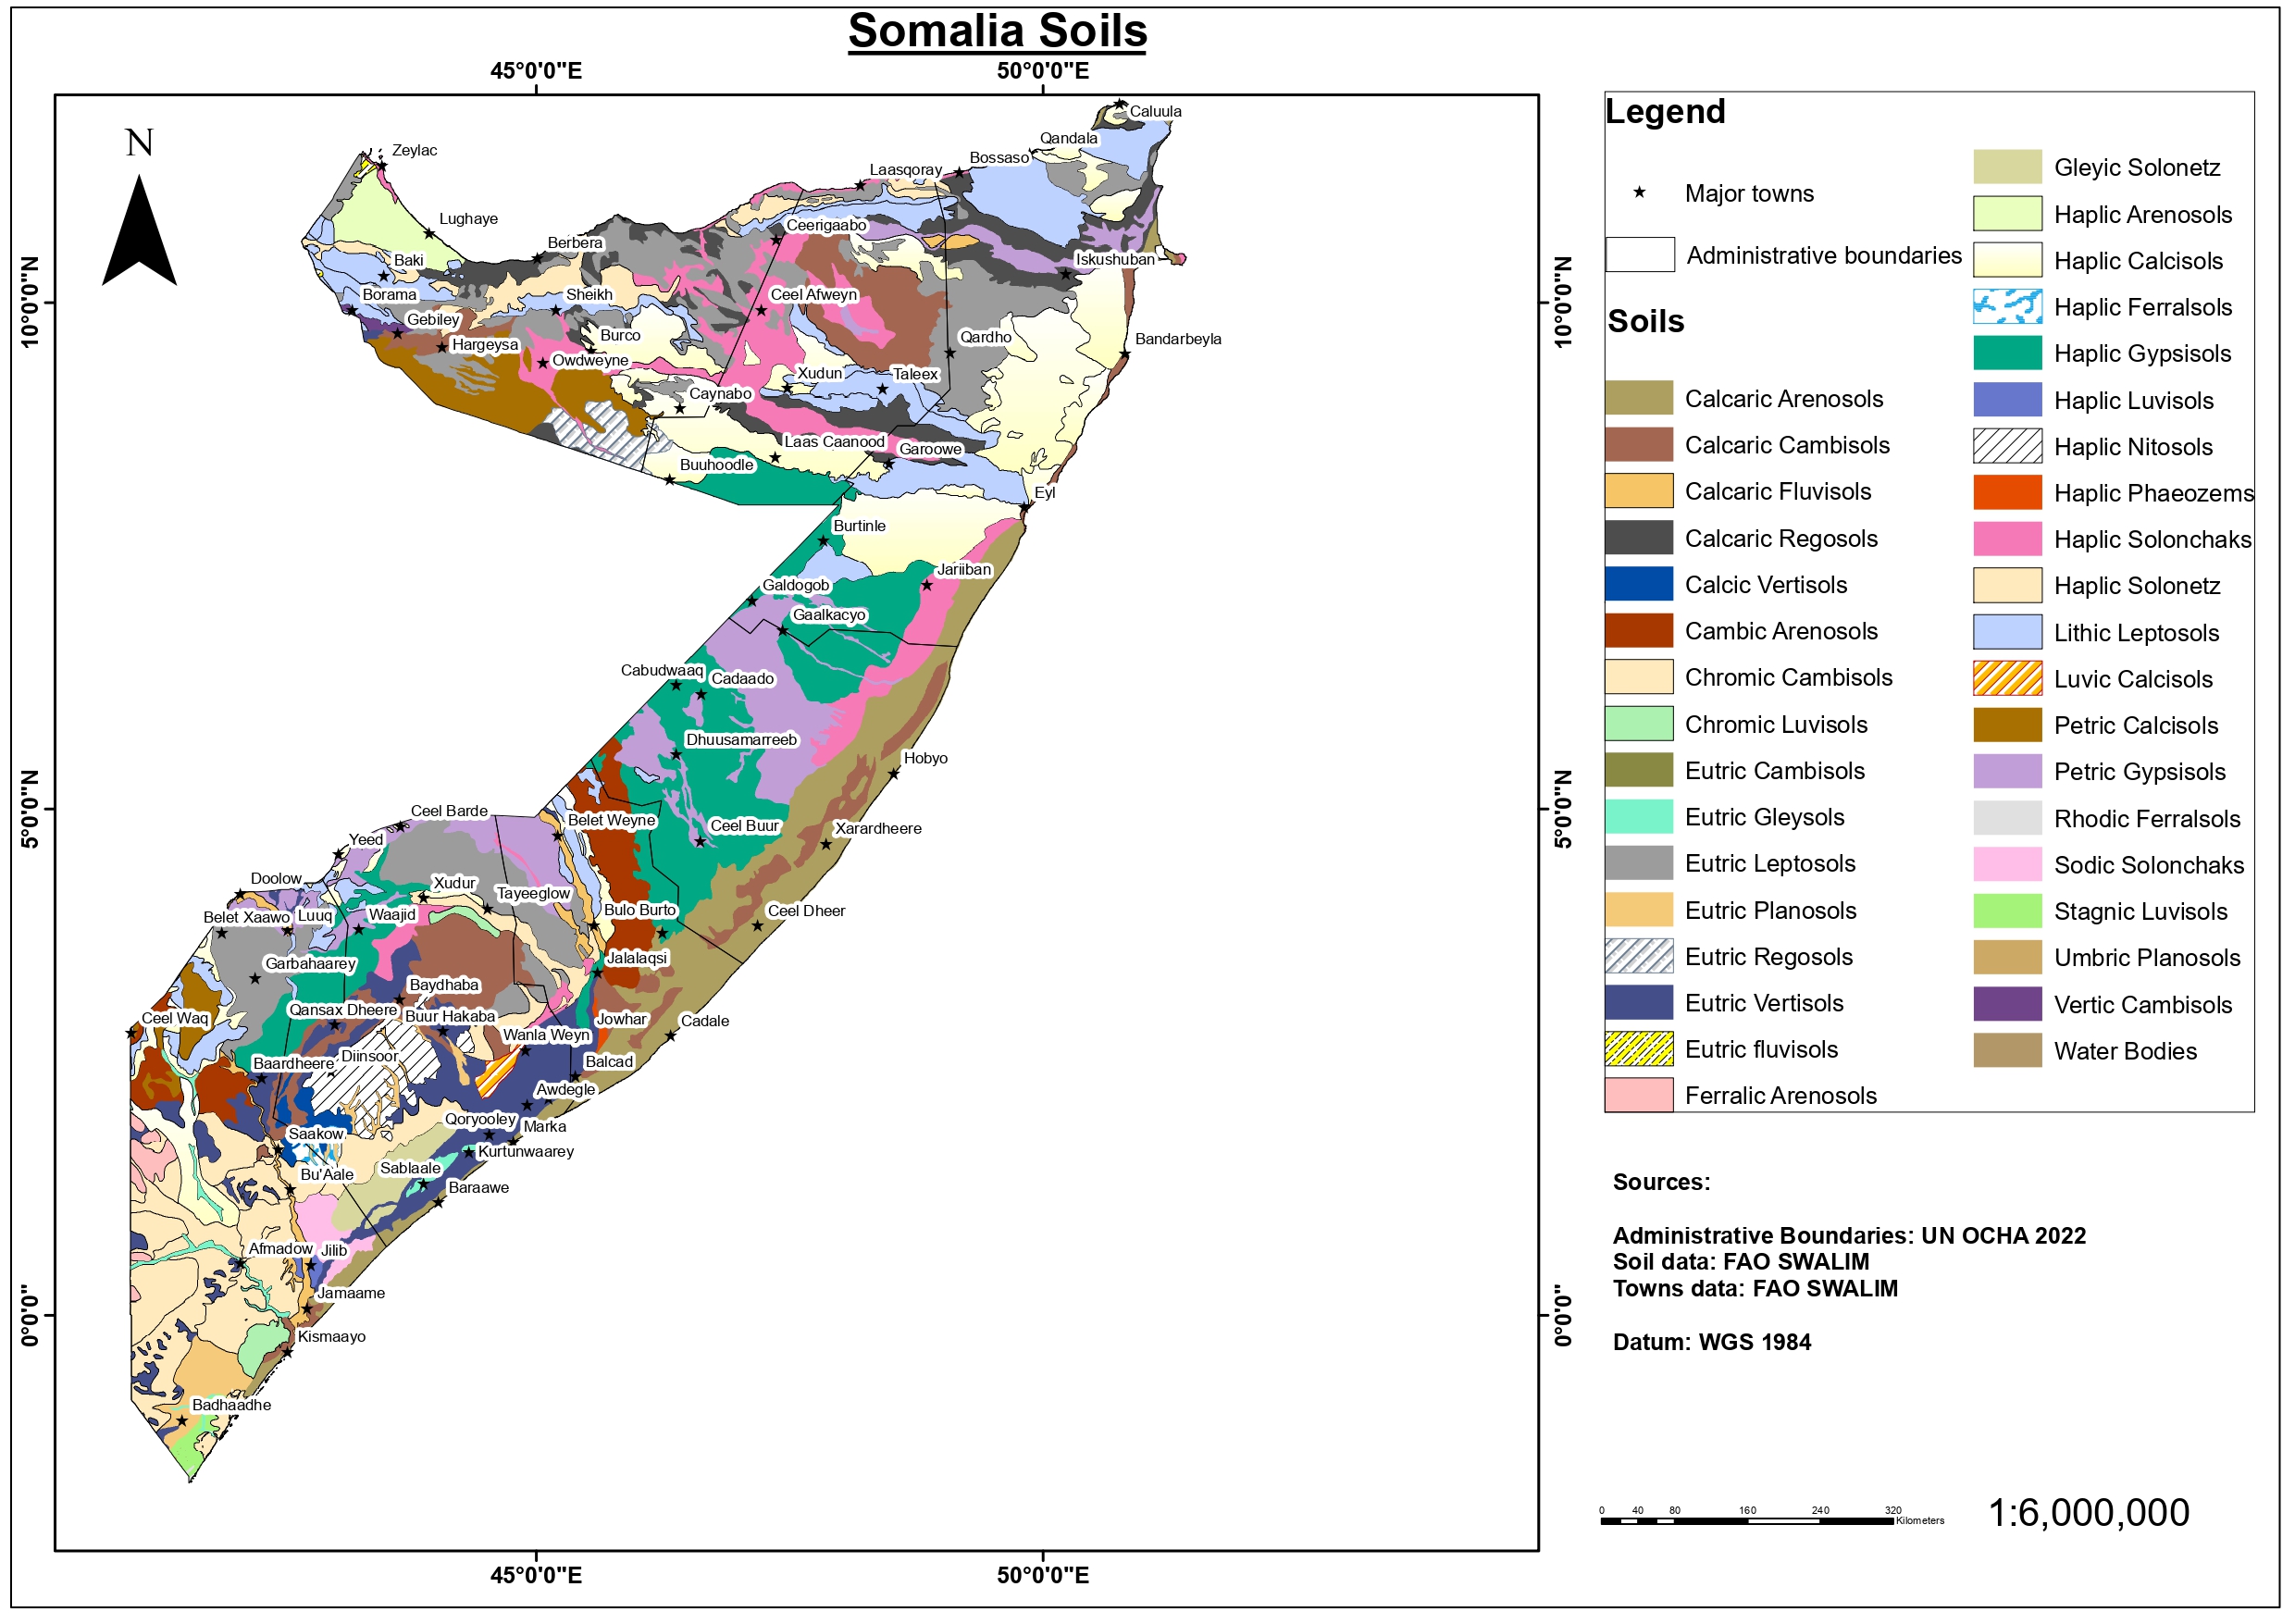 Somalia Soils
45°0'0"E
50°0'0"E
N
10°0'0"N
10°0'0"N
5°0'0"N
5°0'0"N
0°0'0"
0°0'0"
45°0'0"E
50°0'0"E
Caluula
Qandala
Zeylac
Bossaso
Laasqoray
Lughaye
Ceerigaabo
Berbera
Iskushuban
Baki
Borama
Sheikh
Ceel Afweyn
Gebiley
Burco
Qardho
Bandarbeyla
Hargeysa
Owdweyne
Xudun
Taleex
Caynabo
Laas Caanood
Garoowe
Buuhoodle
Eyl
Burtinle
Jariiban
Galdogob
Gaalkacyo
Cabudwaaq
Cadaado
Dhuusamarreeb
Hobyo
Ceel Barde
Belet Weyne
Ceel Buur
Xarardheere
Yeed
Doolow
Xudur
Tayeeglow
Belet Xaawo
Luuq
Waajid
Bulo Burto
Ceel Dheer
Garbahaarey
Jalalaqsi
Baydhaba
Qansax Dheere
Buur Hakaba
Ceel Waq
Jowhar
Cadale
Wanla Weyn
Diinsoor
Baardheere
Balcad
Awdegle
Qoryooley
Marka
Saakow
Kurtunwaarey
Sablaale
Bu'Aale
Baraawe
Afmadow
Jilib
Jamaame
Kismaayo
Badhaadhe
Legend
Major towns
Administrative boundaries
Soils
Calcaric Arenosols
Calcaric Cambisols
Calcaric Fluvisols
Calcaric Regosols
Calcic Vertisols
Cambic Arenosols
Chromic Cambisols
Chromic Luvisols
Eutric Cambisols
Eutric Gleysols
Eutric Leptosols
Eutric Planosols
Eutric Regosols
Eutric Vertisols
Eutric fluvisols
Ferralic Arenosols
Gleyic Solonetz
Haplic Arenosols
Haplic Calcisols
Haplic Ferralsols
Haplic Gypsisols
Haplic Luvisols
Haplic Nitosols
Haplic Phaeozems
Haplic Solonchaks
Haplic Solonetz
Lithic Leptosols
Luvic Calcisols
Petric Calcisols
Petric Gypsisols
Rhodic Ferralsols
Sodic Solonchaks
Stagnic Luvisols
Umbric Planosols
Vertic Cambisols
Water Bodies
Sources:
Administrative Boundaries: UN OCHA 2022
Soil data: FAO SWALIM
Towns data: FAO SWALIM
Datum: WGS 1984
0 40 80 160 240 320
Kilometers
1:6,000,000